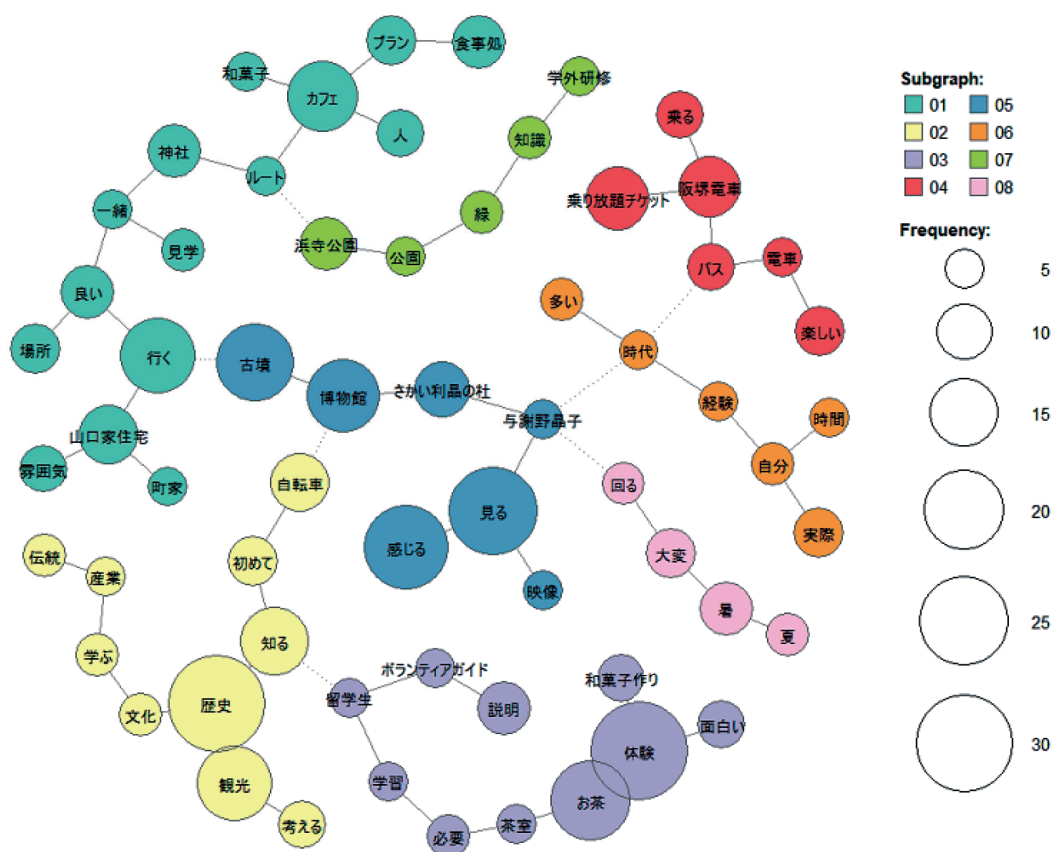 プラン
食事処
和菓子
カフェ
人
学外研修
知識
緑
公園
浜寺公園
神社
ルート
一緒
見学
良い
場所
行く
山口家住宅
雰囲気
町家
乗る
乗り放題チケット
阪堺電車
バス
電車
楽しい
多い
時代
経験
時間
自分
実際
古墳
博物館
さかい利晶の杜
与謝野晶子
見る
感じる
映像
回る
大変
暑
夏
自転車
初めて
知る
伝統
産業
学ぶ
文化
歴史
観光
考える
留学生
ボランティアガイド
説明
学習
必要
茶室
お茶
体験
和菓子作り
面白い
Subgraph:
01 05
02 06
03 07
04 08
Frequency:
5
10
15
20
25
30